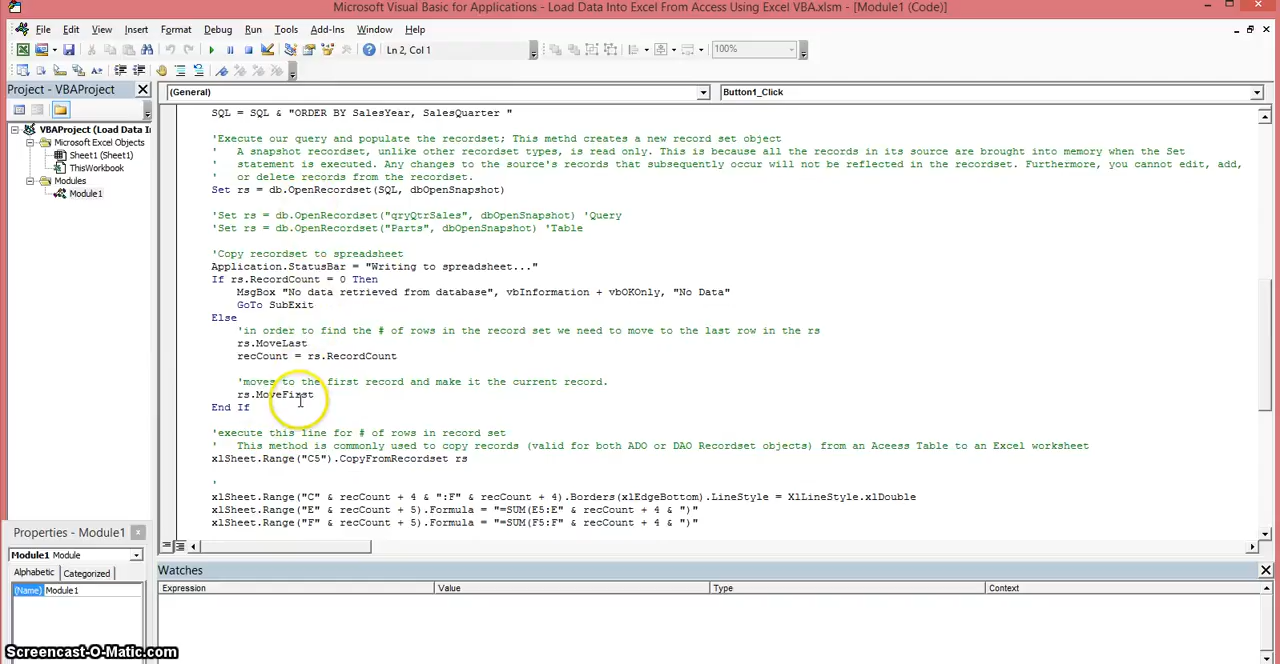 Microsoft Visual Basic for Applications - Load Data Into Excel From Access Using Excel VBA.xlsm - [Module1 (Code)]
File Edit View Insert Format Debug Run Tools Add-Ins Window Help
Ln 2, Col 1
100%
Project - VBAProject
(General)
Button1_Click
VBAProject (Load Data I
Microsoft Excel Objects
Sheet1 (Sheet1)
ThisWorkbook
Modules
Module1
SQL = SQL & "ORDER BY SalesYear, SalesQuarter "
'Execute our query and populate the recordset; This methd creates a new record set object
' A snapshot recordset, unlike other recordset types, is read only. This is because all the records in its source are brought into memory when the Set
' statement is executed. Any changes to the source's records that subsequently occur will not be reflected in the recordset. Furthermore, you cannot edit, add,
' or delete records from the recordset.
Set rs = db.OpenRecordset(SQL, dbOpenSnapshot)
'Set rs = db.OpenRecordset("qryQtrSales", dbOpenSnapshot) 'Query
'Set rs = db.OpenRecordset("Parts", dbOpenSnapshot) 'Table
'Copy recordset to spreadsheet
Application.StatusBar = "Writing to spreadsheet..."
If rs.RecordCount = 0 Then
MsgBox "No data retrieved from database", vbInformation + vbOKOnly, "No Data"
GoTo SubExit
Else
'in order to find the # of rows in the record set we need to move to the last row in the rs
rs.MoveLast
recCount = rs.RecordCount
'moves to the first record and make it the current record.
rs.MoveFirst
End If
'execute this line for # of rows in record set
' This method is commonly used to copy records (valid for both ADO or DAO Recordset objects) from an Aceess Table to an Excel worksheet
xlSheet.Range("C5").CopyFromRecordset rs
'
xlSheet.Range("C" & recCount + 4 & ":F" & recCount + 4).Borders(xlEdgeBottom).LineStyle = XlLineStyle.xlDouble
xlSheet.Range("E" & recCount + 5).Formula = "=SUM(E5:E" & recCount + 4 & ")"
xlSheet.Range("F" & recCount + 5).Formula = "=SUM(F5:F" & recCount + 4 & ")"
Properties - Module1
Module1 Module
Alphabetic Categorized
(Name) Module1
Watches
Expression Value Type Context
Screencast-O-Matic.com